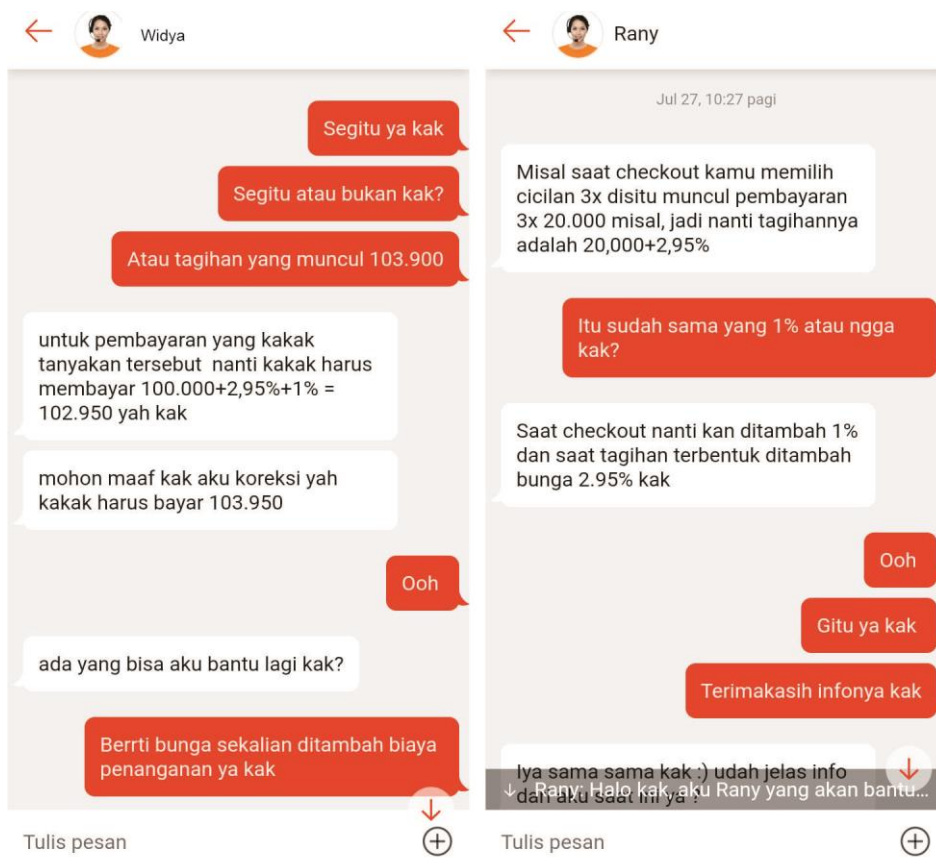 Widya
Segitu ya kak
Segitu atau bukan kak?
Atau tagihan yang muncul 103.900
untuk pembayaran yang kakak
tanyakan tersebut nanti kakak harus
membayar 100.000+2,95%+1% =
102.950 yah kak
mohon maaf kak aku koreksi yah
kakak harus bayar 103.950
Ooh
ada yang bisa aku bantu lagi kak?
Berrti bunga sekalian ditambah biaya
penanganan ya kak
Tulis pesan
Rany
Jul 27, 10:27 pagi
Misal saat checkout kamu memilih
cicilan 3x disitu muncul pembayaran
3x 20.000 misal, jadi nanti tagihannya
adalah 20,000+2,95%
Itu sudah sama yang 1% atau ngga
kak?
Saat checkout nanti kan ditambah 1%
dan saat tagihan terbentuk ditambah
bunga 2.95% kak
Ooh
Gitu ya kak
Terimakasih infonya kak
Iya sama sama kak :) udah jelas info
dari aku saat ini ya ?
Rany: Halo kak, aku Rany yang akan bantu...
Tulis pesan